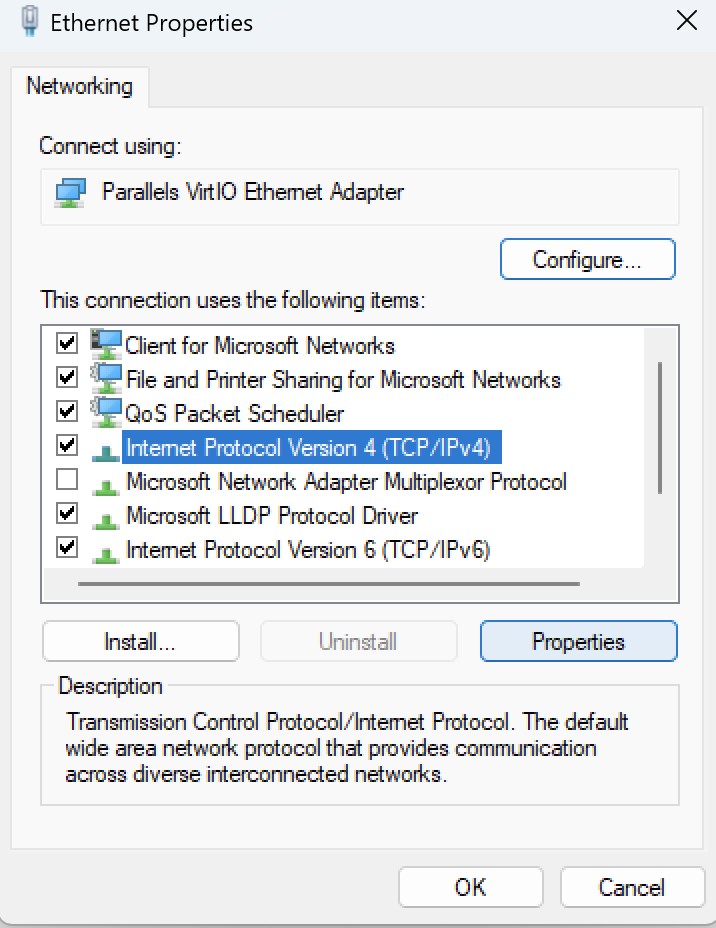 Ethernet Properties
Networking
Connect using:
Parallels VirtIO Ethernet Adapter
Configure...
This connection uses the following items:
Client for Microsoft Networks
File and Printer Sharing for Microsoft Networks
QoS Packet Scheduler
Internet Protocol Version 4 (TCP/IPv4)
Microsoft Network Adapter Multiplexor Protocol
Microsoft LLDP Protocol Driver
Internet Protocol Version 6 (TCP/IPv6)
Install...
Uninstall
Properties
Description
Transmission Control Protocol/Internet Protocol. The default
wide area network protocol that provides communication
across diverse interconnected networks.
OK
Cancel